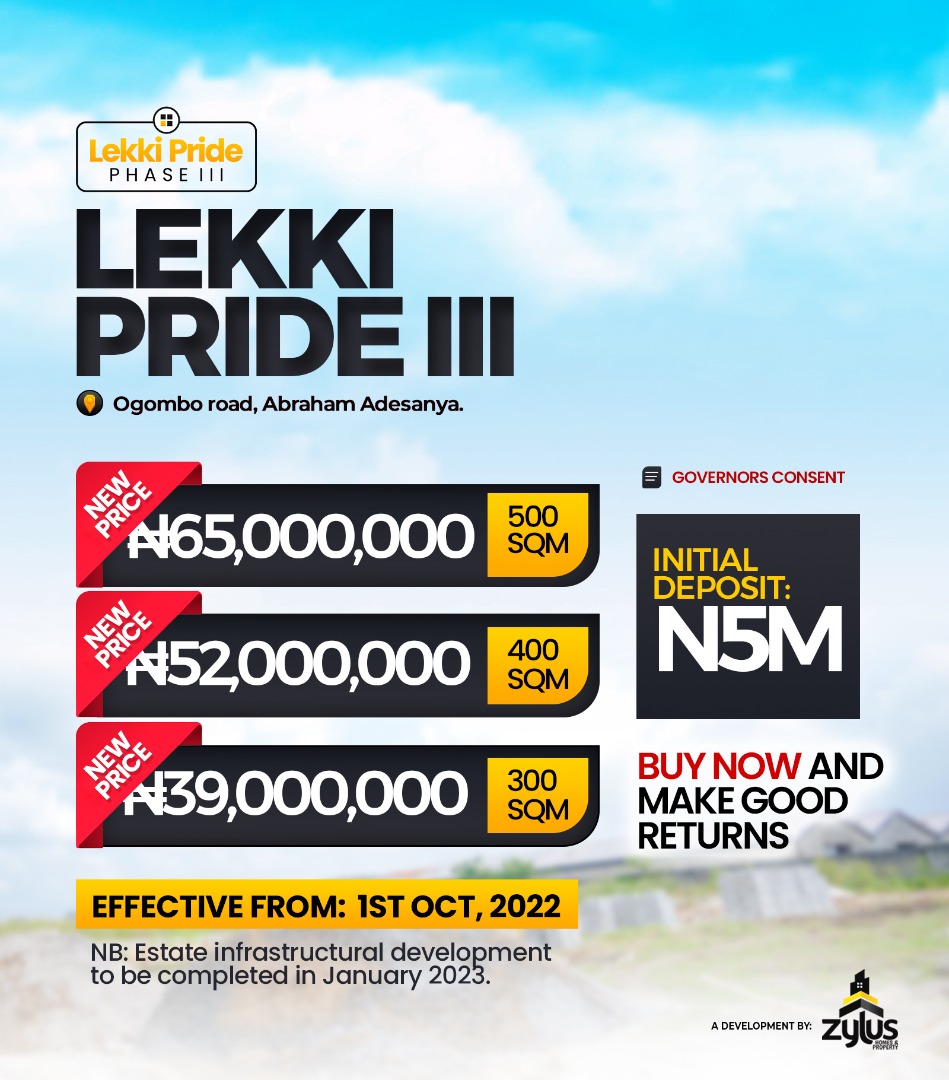 Lekki Pride
PHASE III
LEKKI
PRIDE III
Ogombo road, Abraham Adesanya.
NEW
PRICE
₦65,000,000
500
SQM
NEW
PRICE
₦52,000,000
400
SQM
NEW
PRICE
₦39,000,000
300
SQM
GOVERNORS CONSENT
INITIAL
DEPOSIT:
N5M
BUY NOW AND
MAKE GOOD
RETURNS
EFFECTIVE FROM: 1ST OCT, 2022
NB: Estate infrastructural development
to be completed in January 2023.
A DEVELOPMENT BY:
zylus
HOMES &
PROPERTY